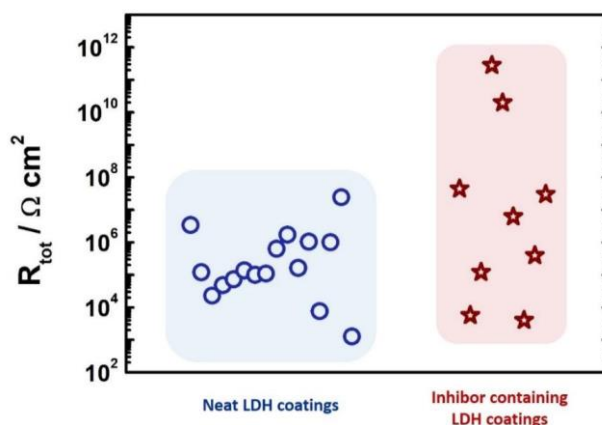 10¹²
10¹⁰
10⁸
10⁶
10⁴
10²
R_tot / Ω cm²
Neat LDH coatings
Inhibor containing
LDH coatings